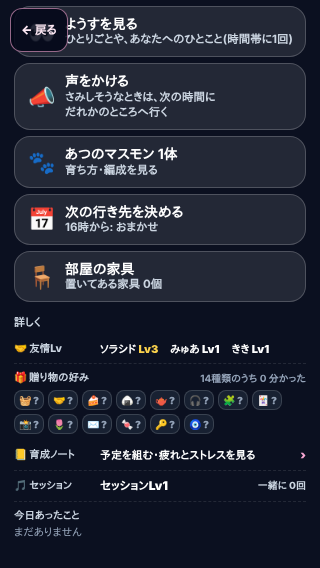 ← 戻る
ようすを見る
ひとりごとや、あなたへのひとこと(時間帯に1回)
声をかける
さみしそうなときは、次の時間に
だれかのところへ行く
あつのマスモン 1体
育ち方・編成を見る
July
17
次の行き先を決める
16時から: おまかせ
部屋の家具
置いてある家具 0個
詳しく
友情Lv ソラシド Lv3 みゅあ Lv1 きき Lv1
贈り物の好み 14種類のうち 0 分かった
? ? ? ? ? ? ? ?
? ? ? ? ? ?
育成ノート 予定を組む・疲れとストレスを見る ›
セッション セッションLv1 一緒に 0回
今日あったこと
まだありません